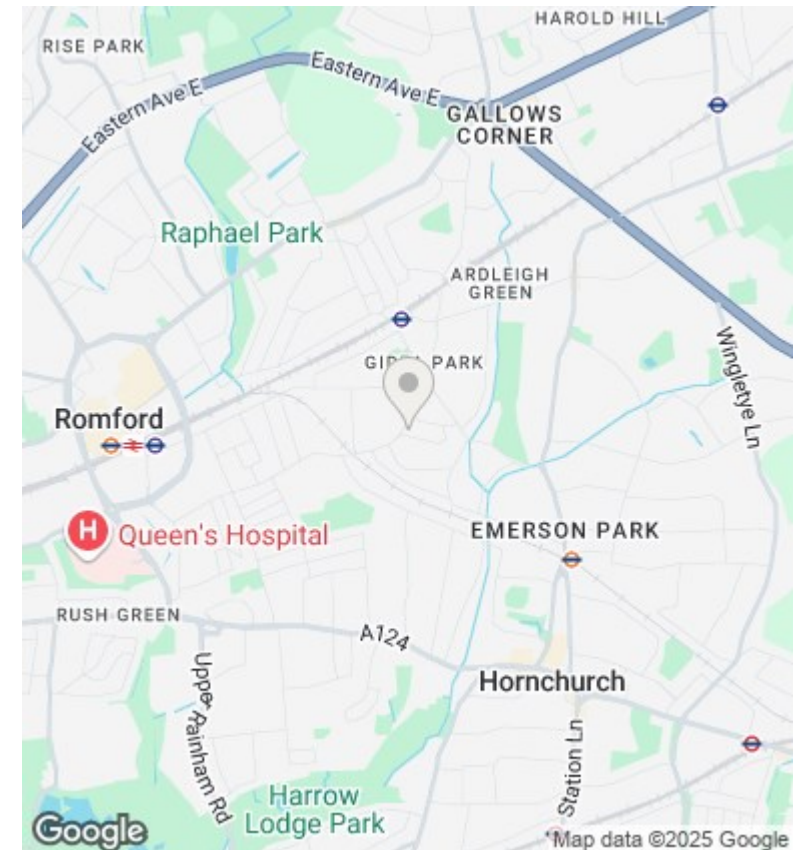 HAROLD HILL
RISE PARK
Eastern Ave E
Eastern Ave E
GALLOWS
CORNER
Raphael Park
ARDLEIGH
GREEN
PARK
Wingletye Ln
Romford
H
Queen's Hospital
EMERSON PARK
RUSH GREEN
A124
Upper Rainham Rd
Hornchurch
Station Ln
Harrow
Lodge Park
Google
Map data ©2025 Google